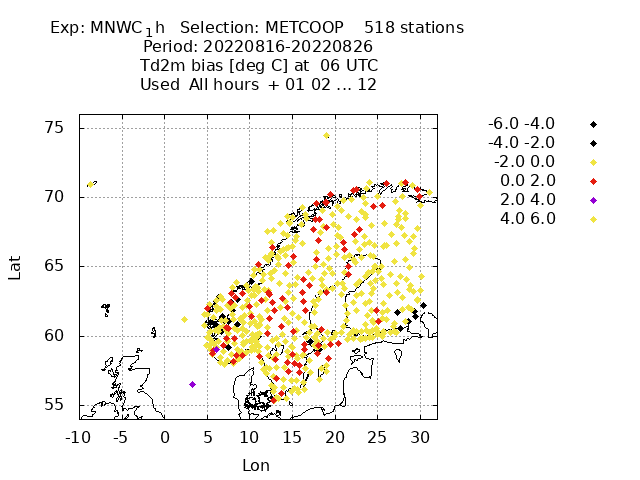 Exp: MNWC1h Selection: METCOOP 518 stations
Period: 20220816-20220826
Td2m bias [deg C] at 06 UTC
Used All hours + 01 02 ... 12
-6.0 -4.0
-4.0 -2.0
-2.0 0.0
0.0 2.0
2.0 4.0
4.0 6.0
75
70
65
60
55
Lat
-10 -5 0 5 10 15 20 25 30
Lon